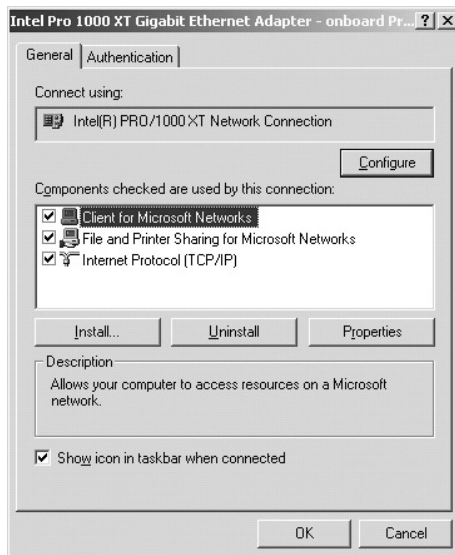 Intel Pro 1000 XT Gigabit Ethernet Adapter - onboard Pr...
General Authentication
Connect using:
Intel(R) PRO/1000 XT Network Connection
Configure
Components checked are used by this connection:
Client for Microsoft Networks
File and Printer Sharing for Microsoft Networks
Internet Protocol (TCP/IP)
Install... Uninstall Properties
Description
Allows your computer to access resources on a Microsoft
network.
Show icon in taskbar when connected
OK Cancel